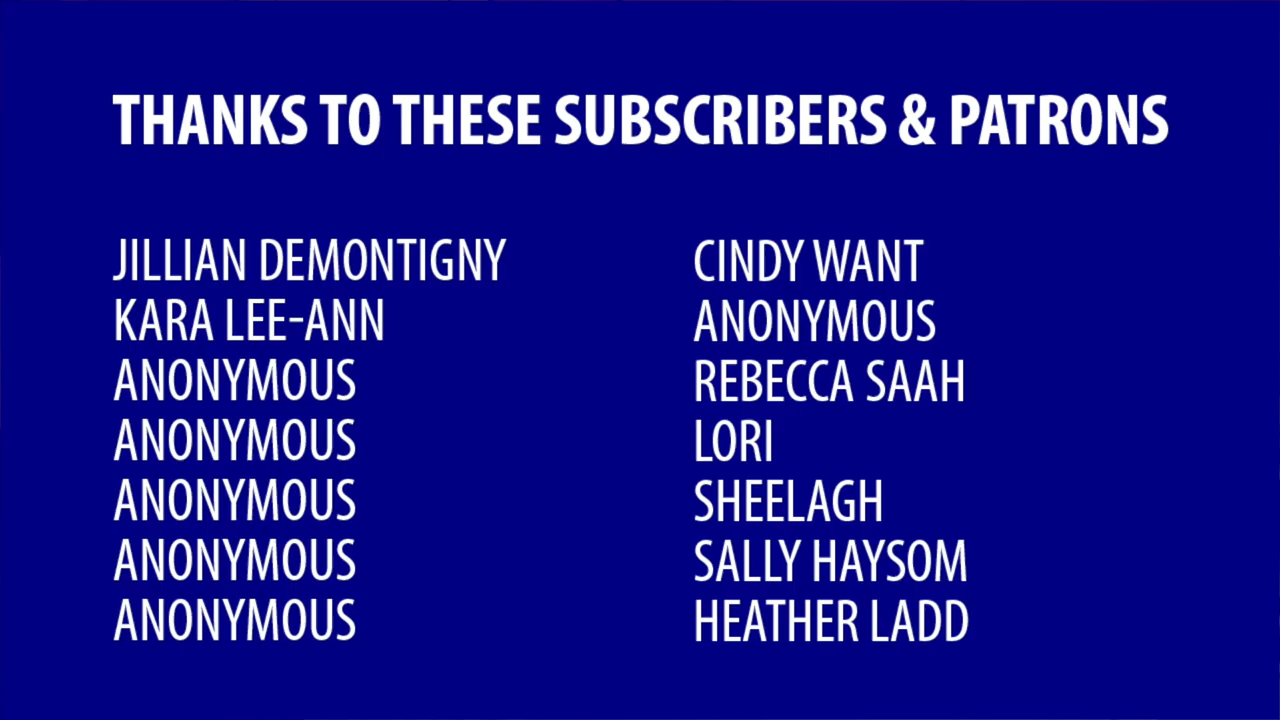 THANKS TO THESE SUBSCRIBERS & PATRONS
JILLIAN DEMONTIGNY
KARA LEE-ANN
ANONYMOUS
ANONYMOUS
ANONYMOUS
ANONYMOUS
ANONYMOUS
CINDY WANT
ANONYMOUS
REBECCA SAAH
LORI
SHEELAGH
SALLY HAYSOM
HEATHER LADD